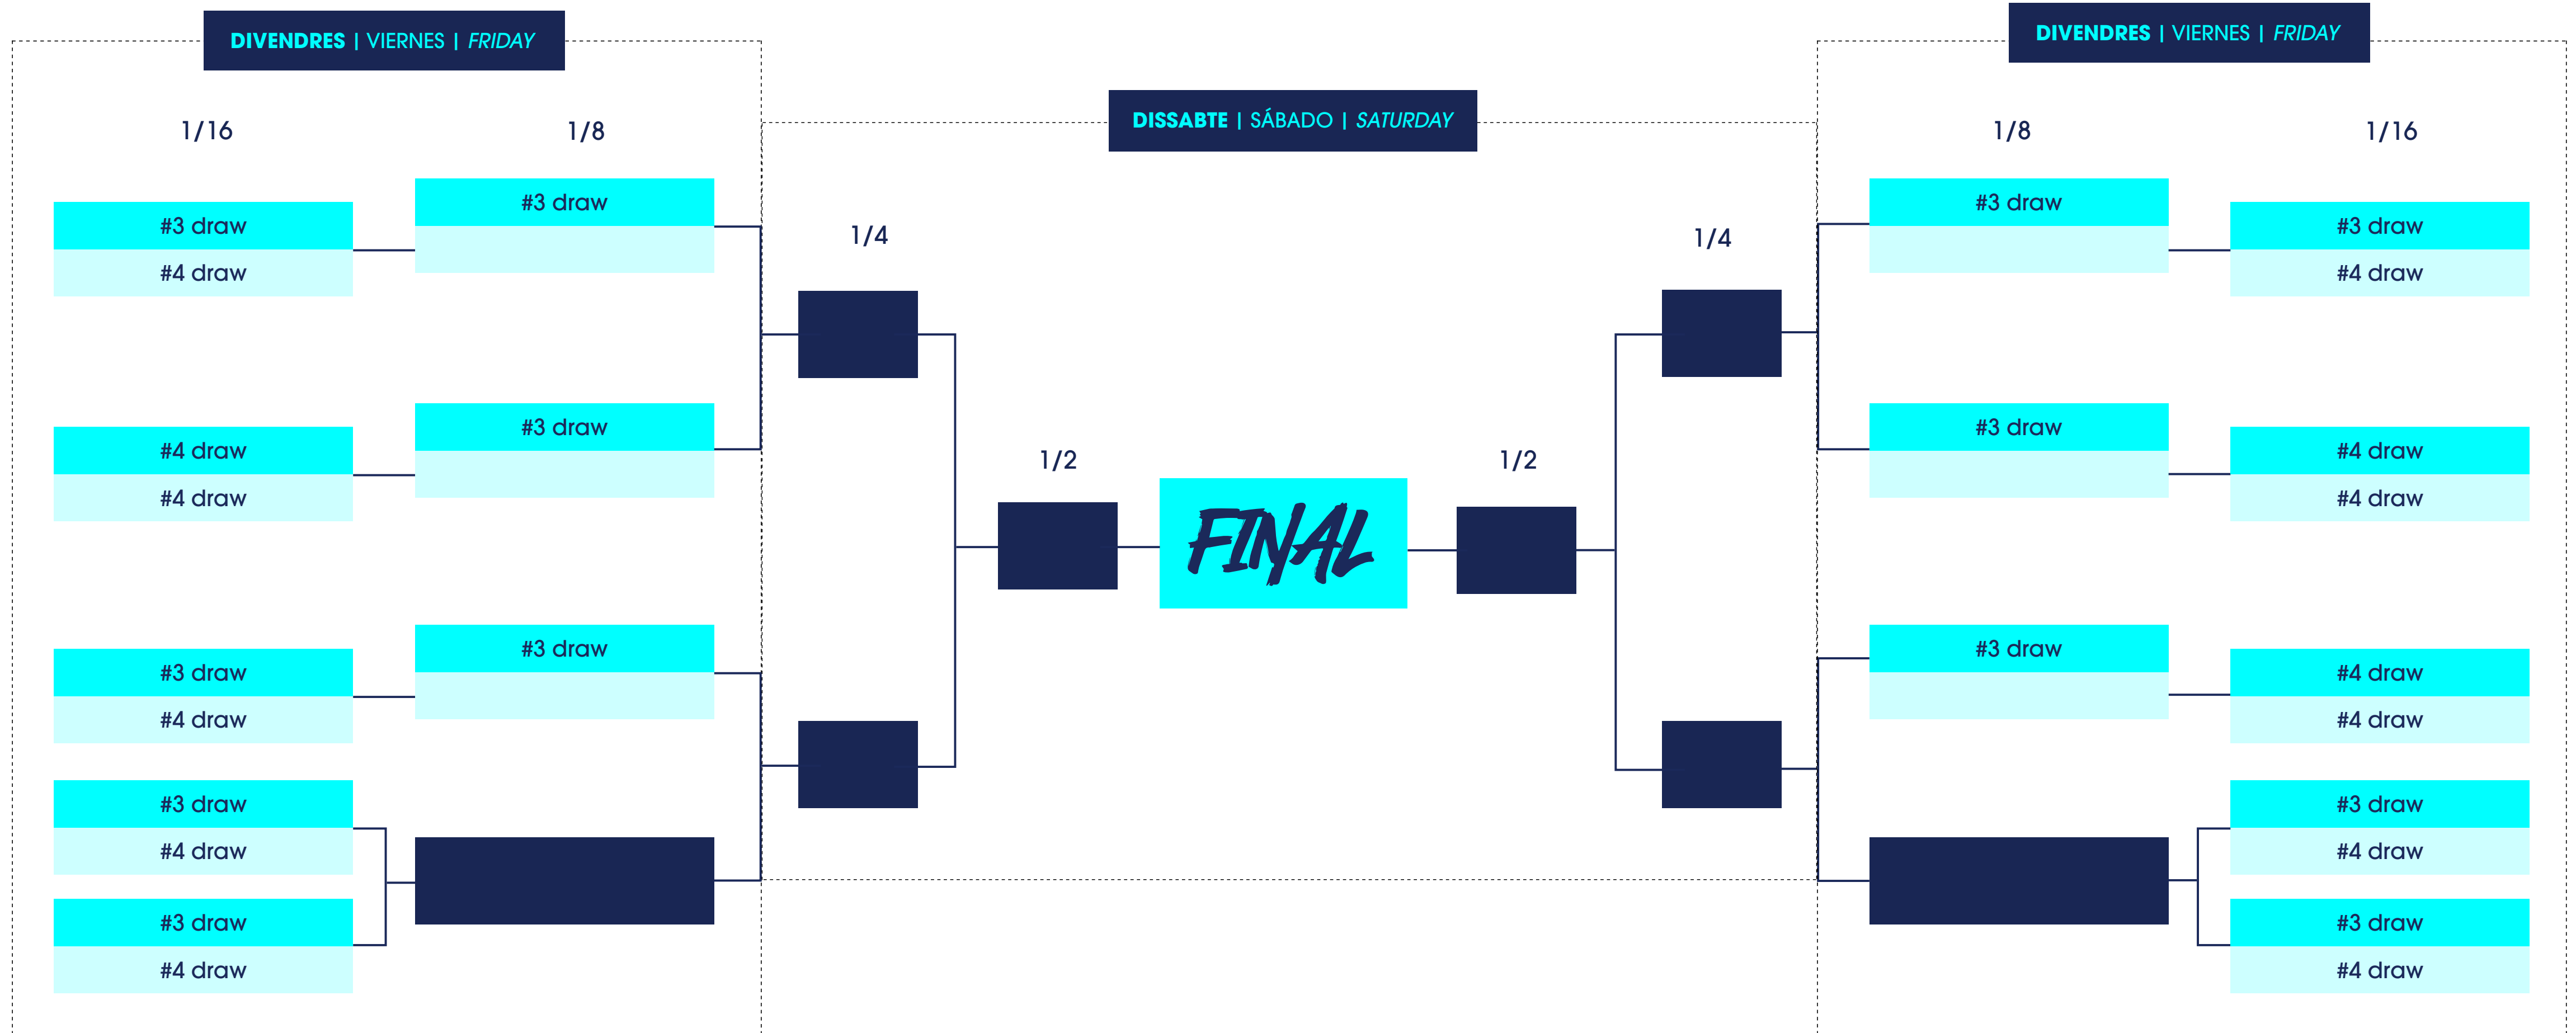 DIVENDRES | VIERNES | FRIDAY
1/16
1/8
#3 draw
#4 draw
#3 draw
#4 draw
#4 draw
#3 draw
#3 draw
#4 draw
#3 draw
#3 draw
#4 draw
#3 draw
#4 draw
DISSABTE | SÁBADO | SATURDAY
1/4
1/2
FINAL
1/2
1/4
DIVENDRES | VIERNES | FRIDAY
1/8
1/16
#3 draw
#3 draw
#4 draw
#3 draw
#4 draw
#4 draw
#3 draw
#4 draw
#4 draw
#3 draw
#4 draw
#3 draw
#4 draw